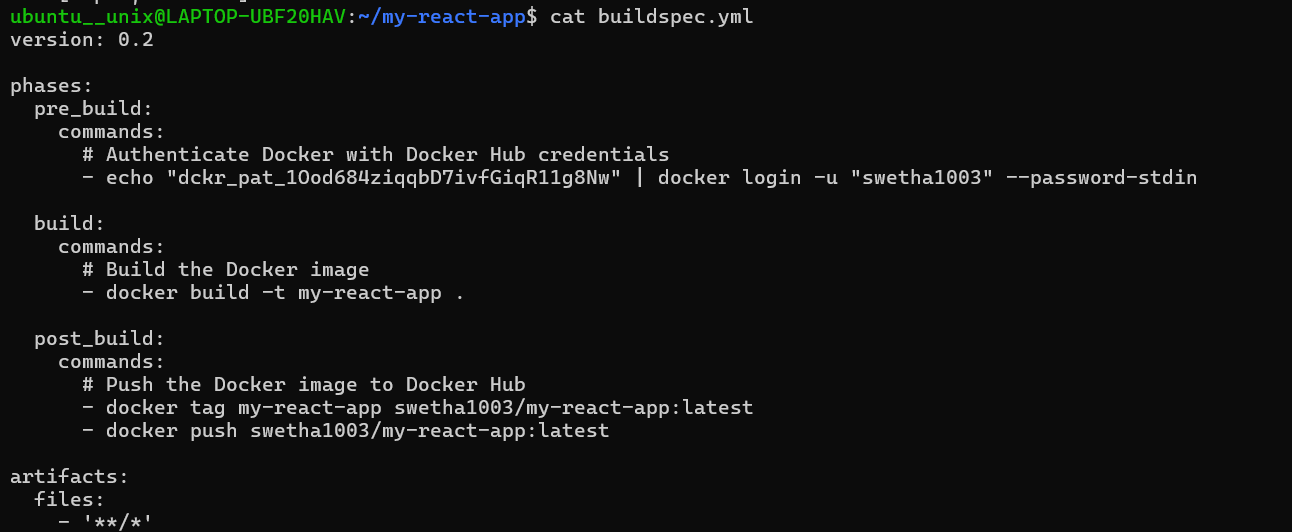 ubuntu__unix@LAPTOP-UBF20HAV:~/my-react-app$ cat buildspec.yml
version: 0.2
phases:
  pre_build:
    commands:
      # Authenticate Docker with Docker Hub credentials
      - echo "dckr_pat_1Ood684ziqqbD7ivfGiqR11g8Nw" | docker login -u "swetha1003" --password-stdin
  build:
    commands:
      # Build the Docker image
      - docker build -t my-react-app .
  post_build:
    commands:
      # Push the Docker image to Docker Hub
      - docker tag my-react-app swetha1003/my-react-app:latest
      - docker push swetha1003/my-react-app:latest
artifacts:
  files:
    - '**/*'